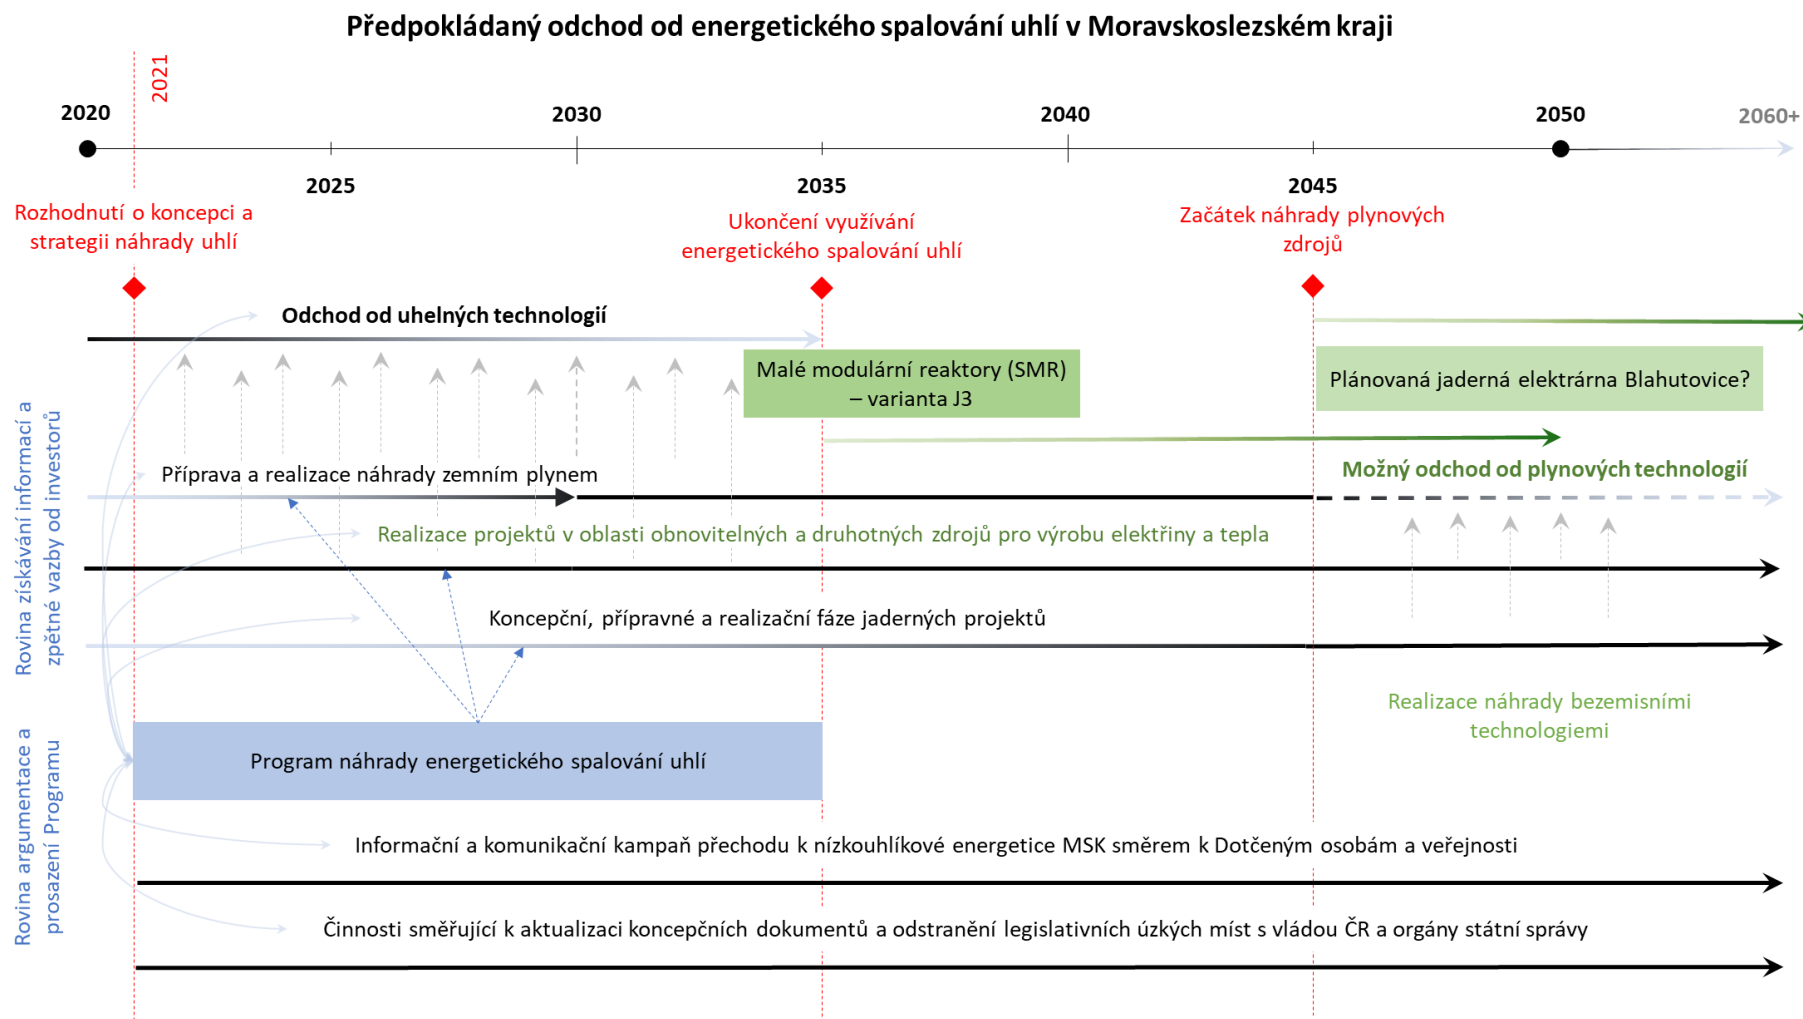 Předpokládaný odchod od energetického spalování uhlí v Moravskoslezském kraji
2021
2020
2030
2040
2050
2060+
2025
2035
2045
Rozhodnutí o koncepci a
strategii náhrady uhlí
Ukončení využívání
energetického spalování uhlí
Začátek náhrady plynových
zdrojů
Odchod od uhelných technologií
Malé modulární reaktory (SMR)
– varianta J3
Plánovaná jaderná elektrárna Blahutovice?
Rovina získávání informací a
zpětné vazby od investorů
Příprava a realizace náhrady zemním plynem
Možný odchod od plynových technologií
Realizace projektů v oblasti obnovitelných a druhotných zdrojů pro výrobu elektřiny a tepla
Koncepční, přípravné a realizační fáze jaderných projektů
Realizace náhrady bezemisními
technologiemi
Rovina argumentace a
prosazení Programu
Program náhrady energetického spalování uhlí
Informační a komunikační kampaň přechodu k nízkouhlíkové energetice MSK směrem k Dotčeným osobám a veřejnosti
Činnosti směřující k aktualizaci koncepčních dokumentů a odstranění legislativních úzkých míst s vládou ČR a orgány státní správy